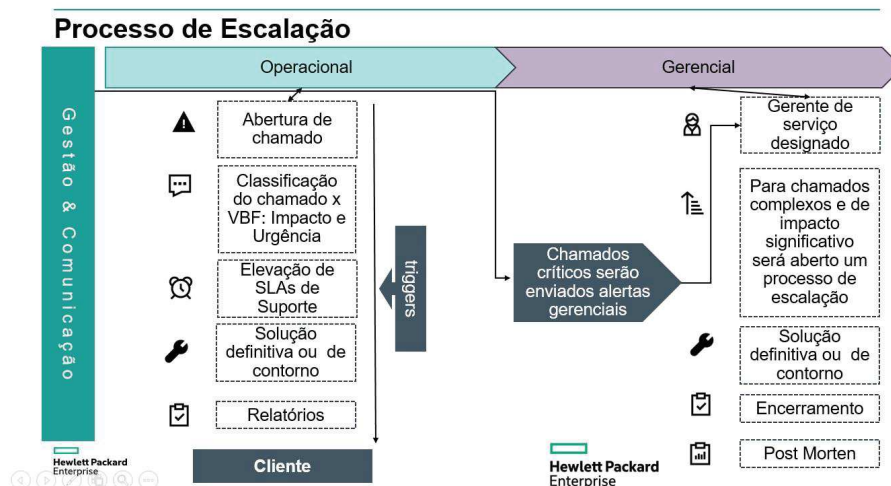 Processo de Escalação
Operacional
Gerencial
Gestão & Comunicação
Abertura de
chamado
Classificação
do chamado x
VBF: Impacto e
Urgência
Elevação de
SLAs de
Suporte
Solução
definitiva ou de
contorno
Relatórios
Cliente
triggers
Chamados
críticos serão
enviados alertas
gerenciais
Gerente de
serviço
designado
Para chamados
complexos e de
impacto
significativo
será aberto um
processo de
escalação
Solução
definitiva ou de
contorno
Encerramento
Post Morten
Hewlett Packard
Enterprise
Hewlett Packard
Enterprise